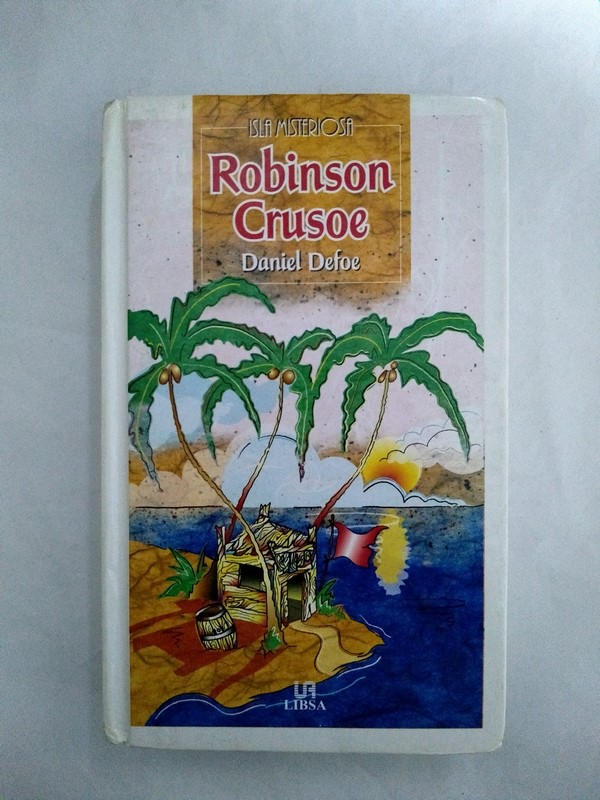 ISLA MISTERIOSA
Robinson
Crusoe
Daniel Defoe
LIBSA